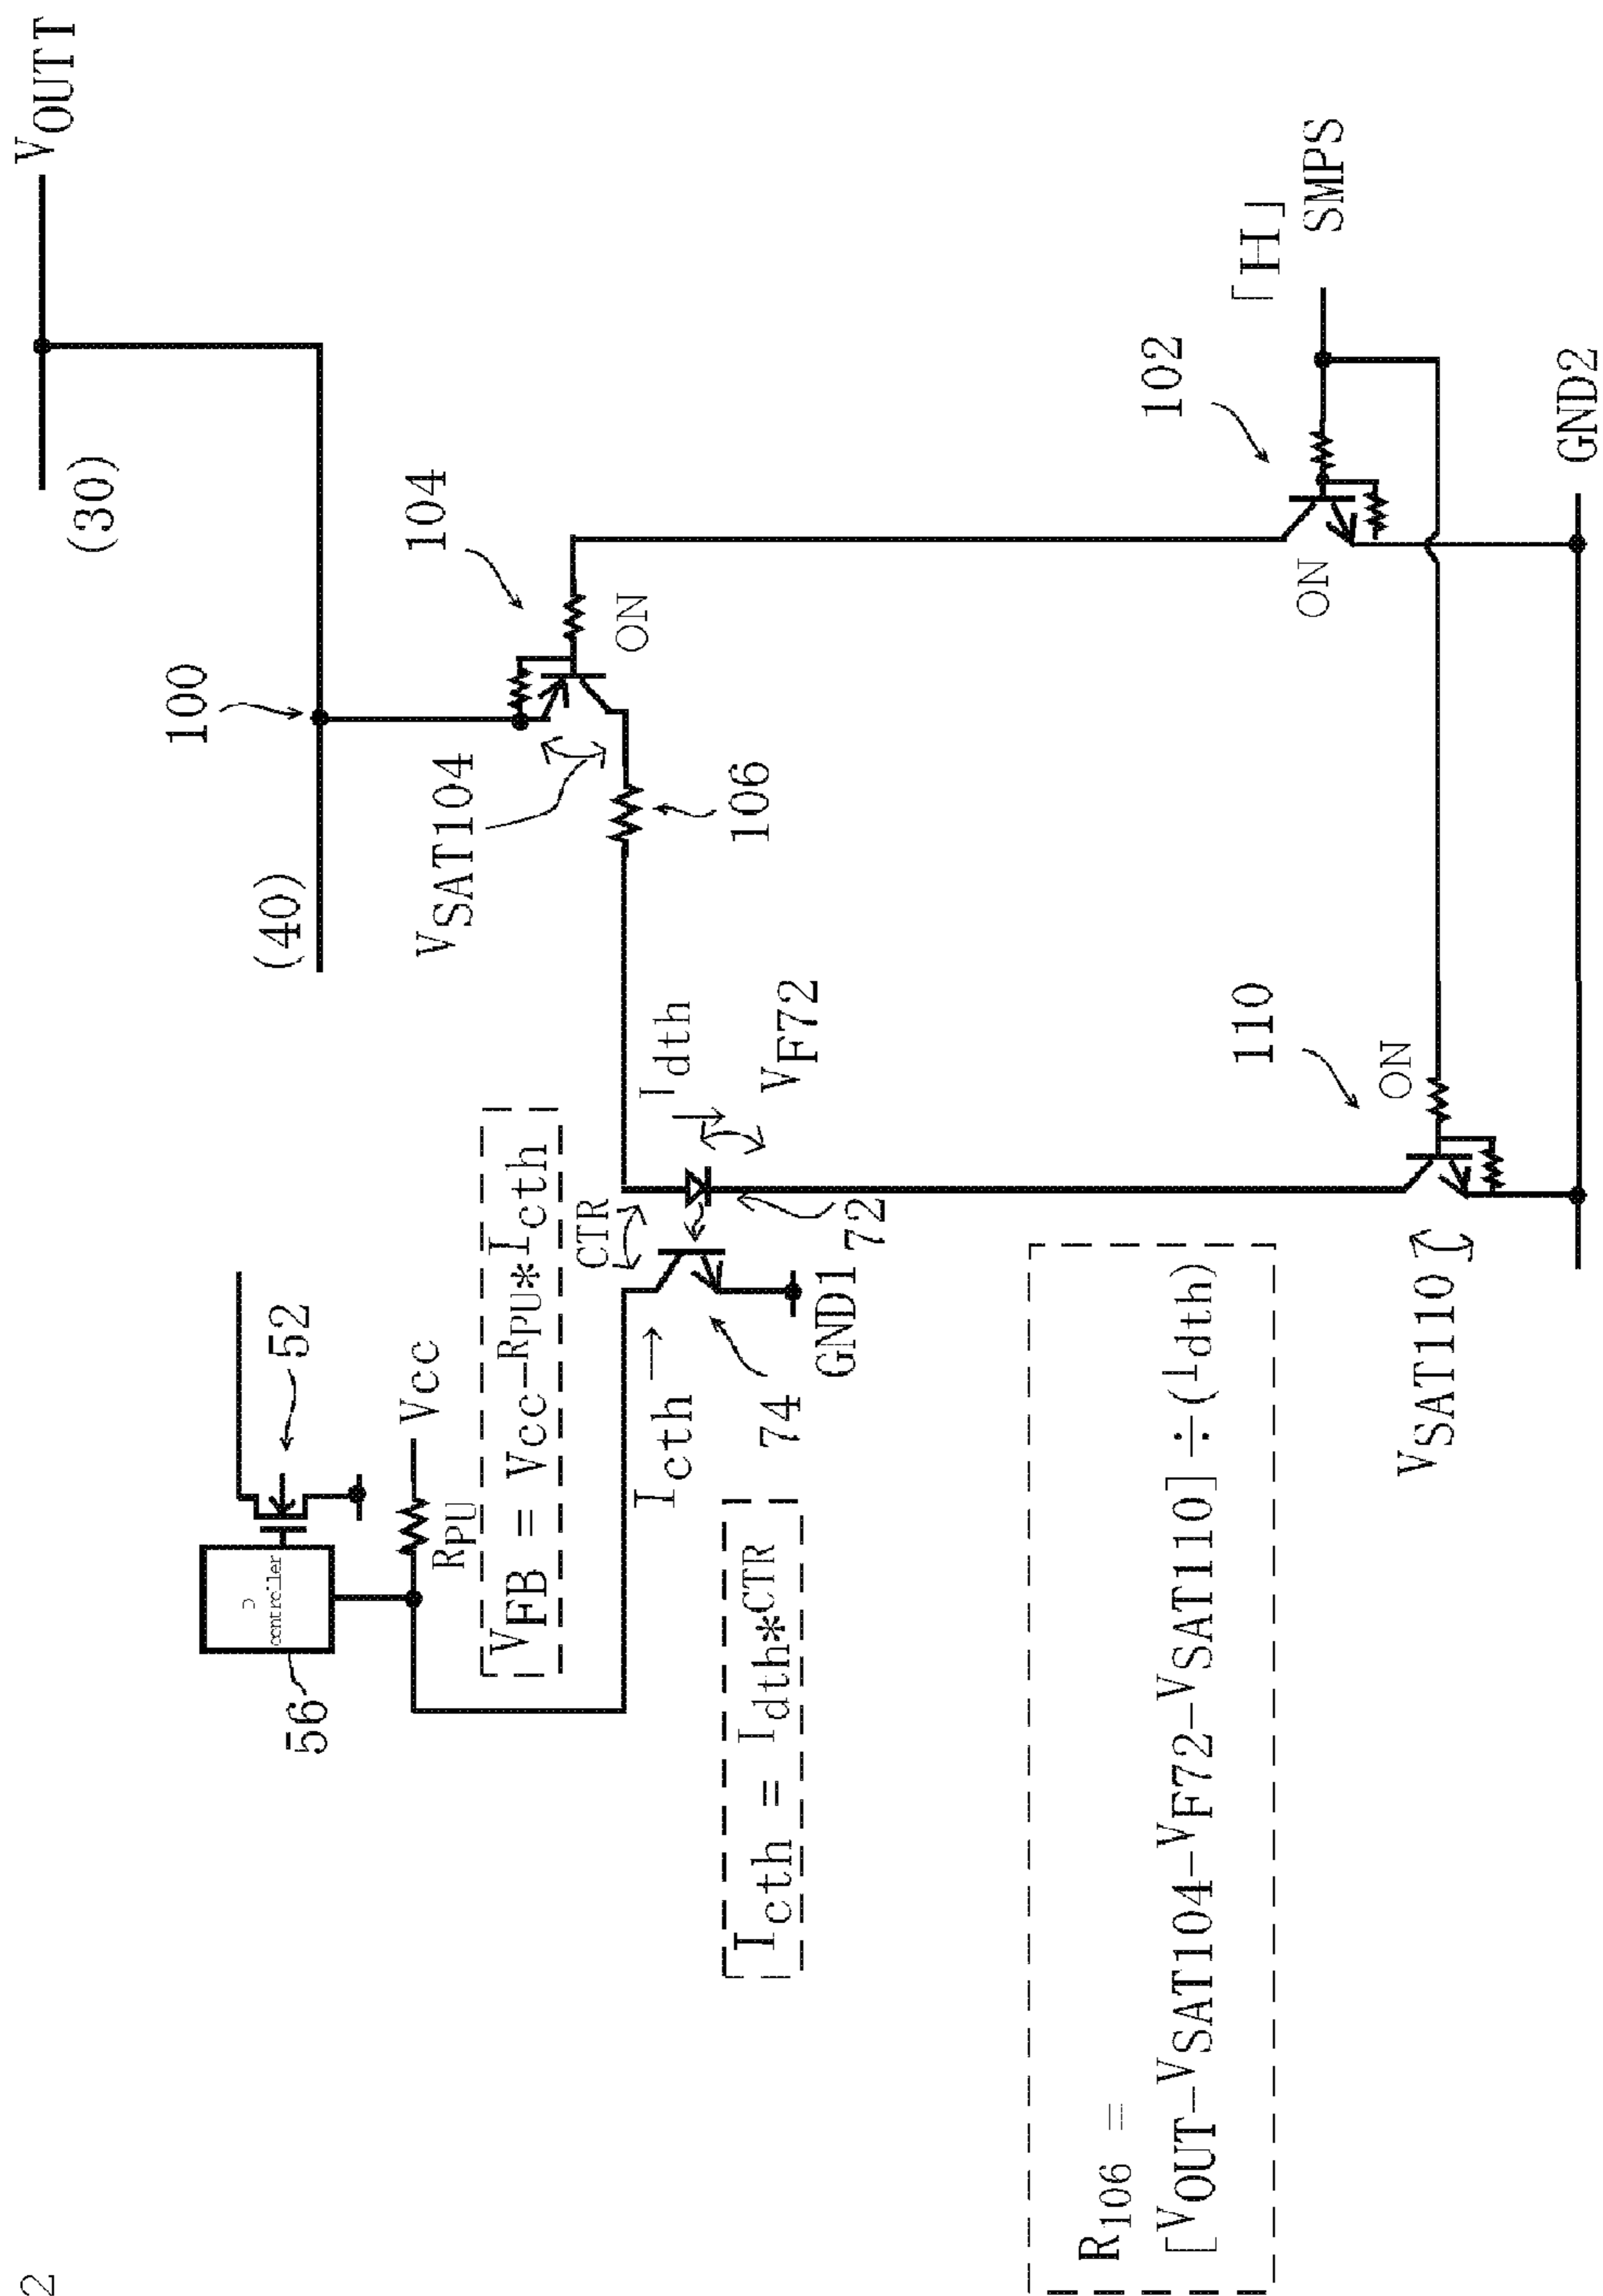 2
VOUTT
(30)
(40)
100
104
VSAT104
ON
106
102
ON
「H」
SMPS
GND2
56
controller
52
RPU
Vcc
VFB = Vcc-RPU*Icth
Icth →
CTR
Idth
VF72
72
74
GND1
Icth = Idth*CTR
110
ON
VSAT110
R106 =
[VOUT-VSAT104-VF72-VSAT110]÷(Idth)